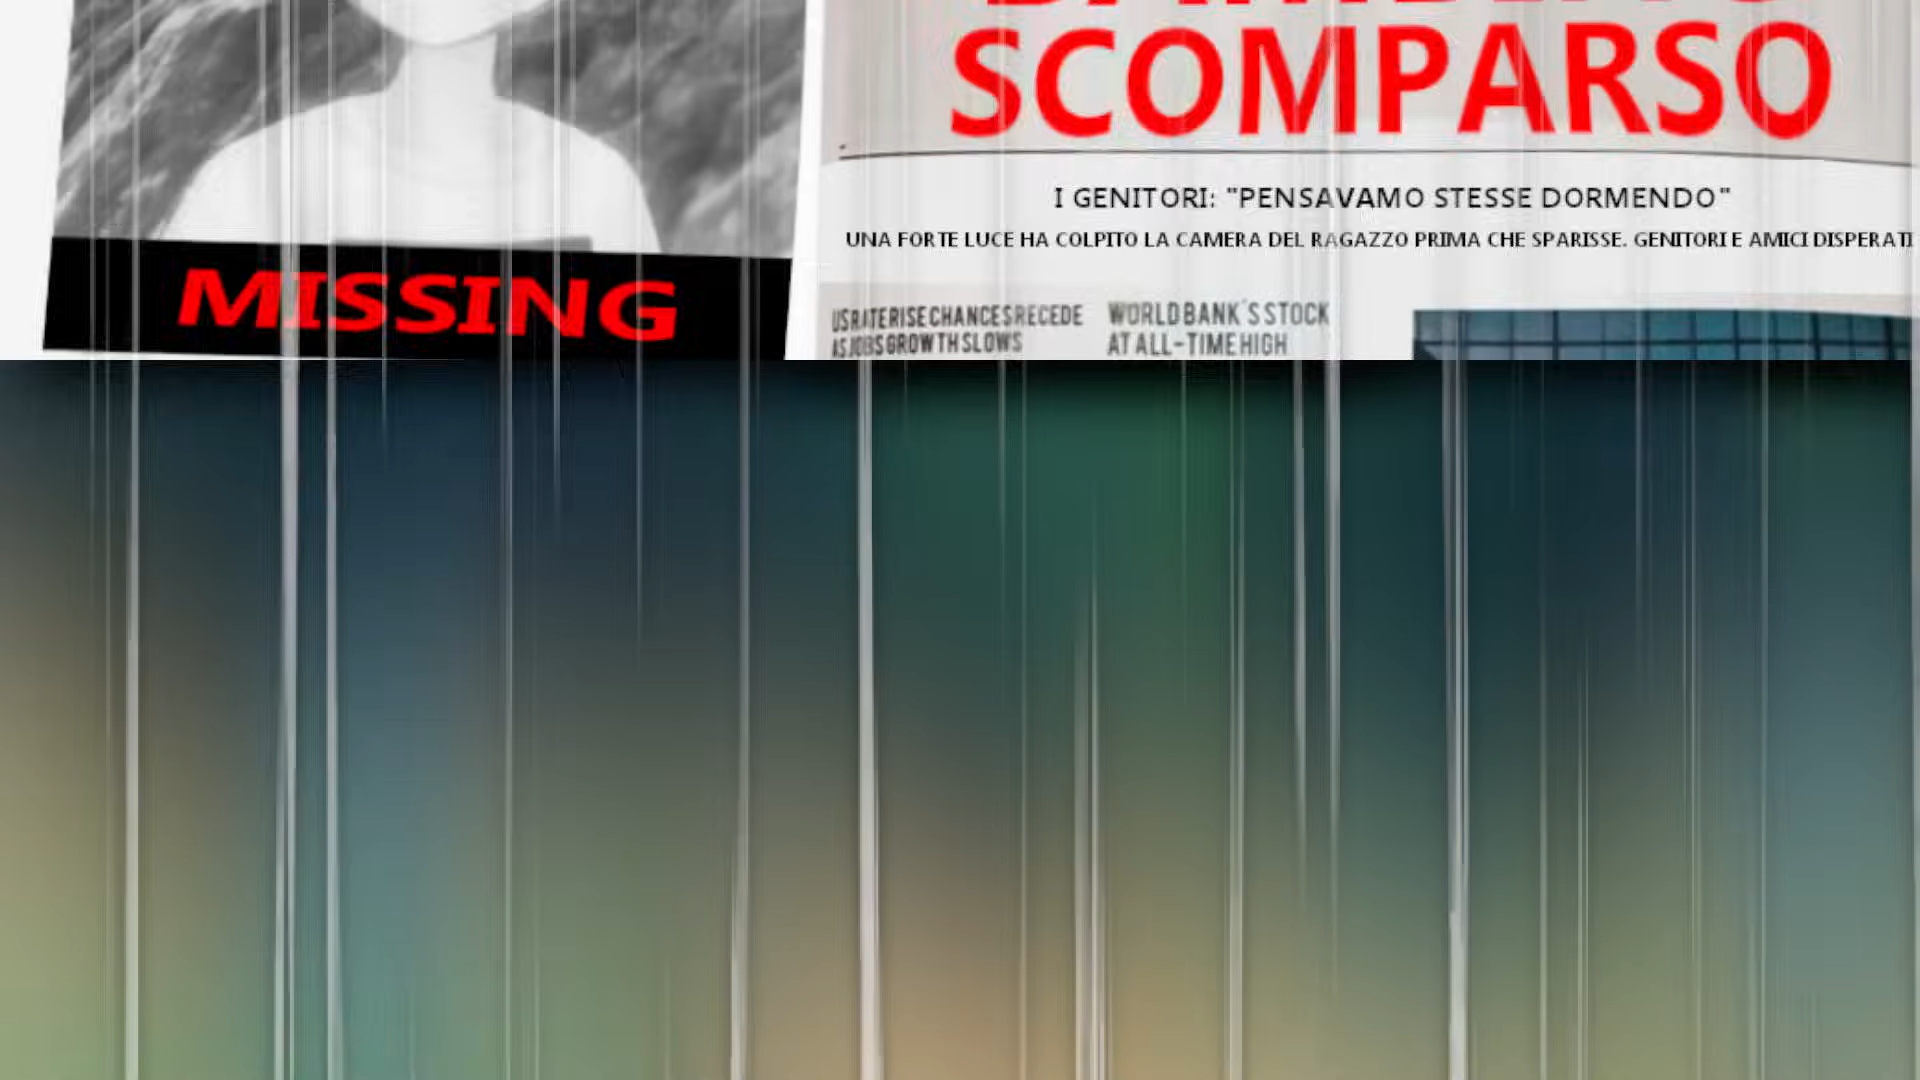 SCOMPARSO
I GENITORI: "PENSAVAMO STESSE DORMENDO"
UNA FORTE LUCE HA COLPITO LA CAMERA DEL RAGAZZO PRIMA CHE SPARISSE. GENITORI E AMICI DISPERATI
MISSING
US RATE RISE CHANCES RECEDE
AS JOBS GROWTH SLOWS
WORLD BANK´S STOCK
AT ALL-TIME HIGH